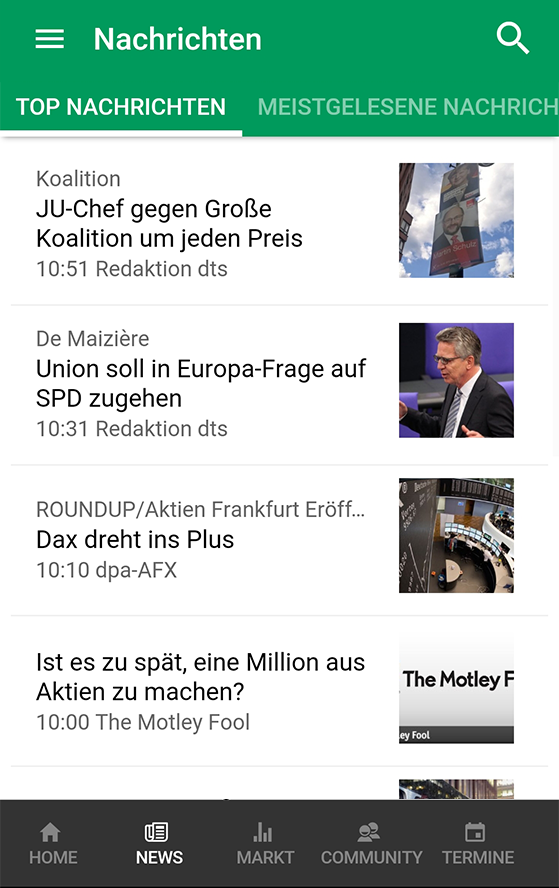 Nachrichten
TOP NACHRICHTEN
MEISTGELESENE NACHRICH
Koalition
JU-Chef gegen Große
Koalition um jeden Preis
10:51 Redaktion dts
Martin Schulz
De Maizière
Union soll in Europa-Frage auf
SPD zugehen
10:31 Redaktion dts
ROUNDUP/Aktien Frankfurt Eröff…
Dax dreht ins Plus
10:10 dpa-AFX
Ist es zu spät, eine Million aus
Aktien zu machen?
10:00 The Motley Fool
The Motley F
ley Fool
HOME
NEWS
MARKT
COMMUNITY
TERMINE